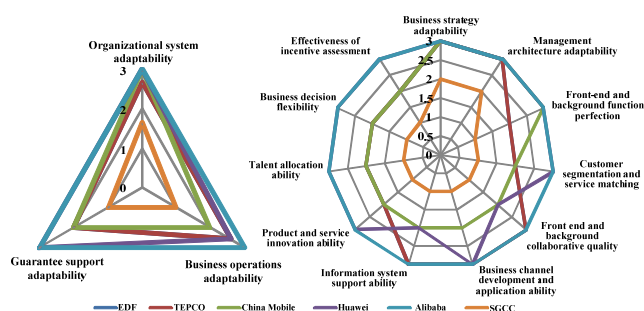 Organizational system
adaptability
3
2
1
0
Guarantee support
adaptability
Business operations
adaptability
Business strategy
adaptability
3
2.5
2
1.5
1
0.5
0
Management
architecture adaptability
Front-end and
background function
perfection
Customer
segmentation and
service matching
Front end and
background
collaborative quality
Business channel
development and
application ability
Information system
support ability
Product and service
innovation ability
Talent allocation
ability
Business decision
flexibility
Effectiveness of
incentive assessment
EDF TEPCO China Mobile Huawei Alibaba SGCC